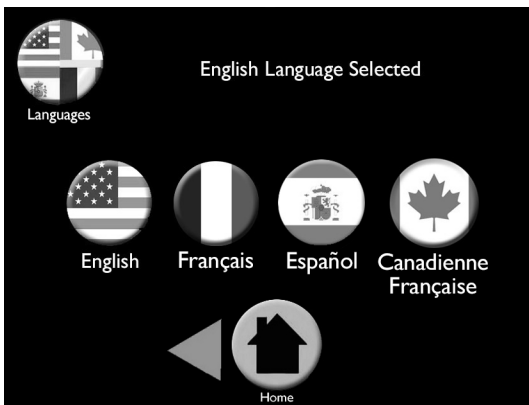 English Language Selected
Languages
English
Français
Español
Canadienne
Française
Home